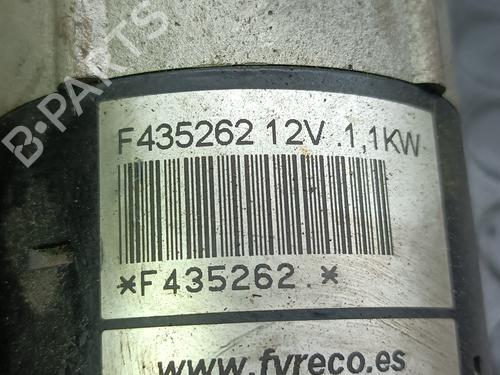 B-PARTS
F435262 12V .1,1KW
*F435262.*
www.fyreco.es